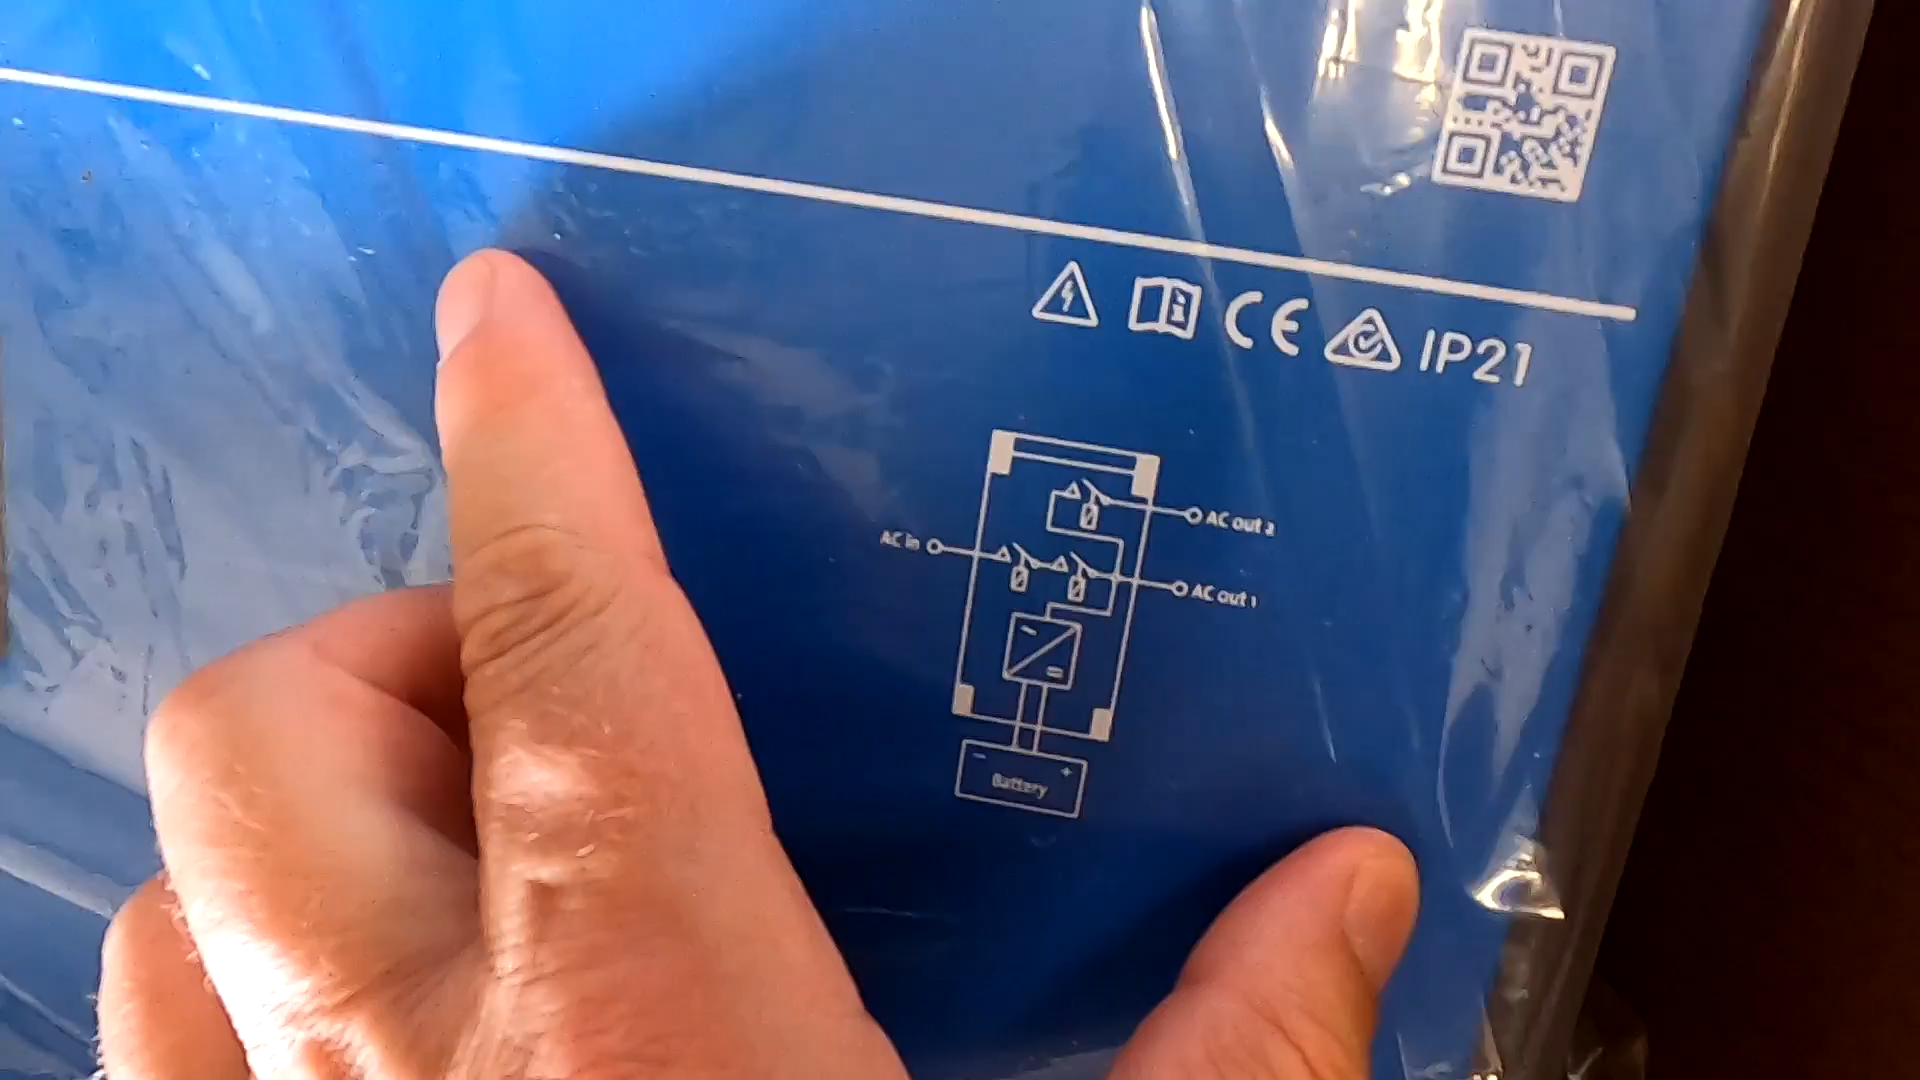 CE IP21
AC out 2
AC in
AC out 1
- +
Battery